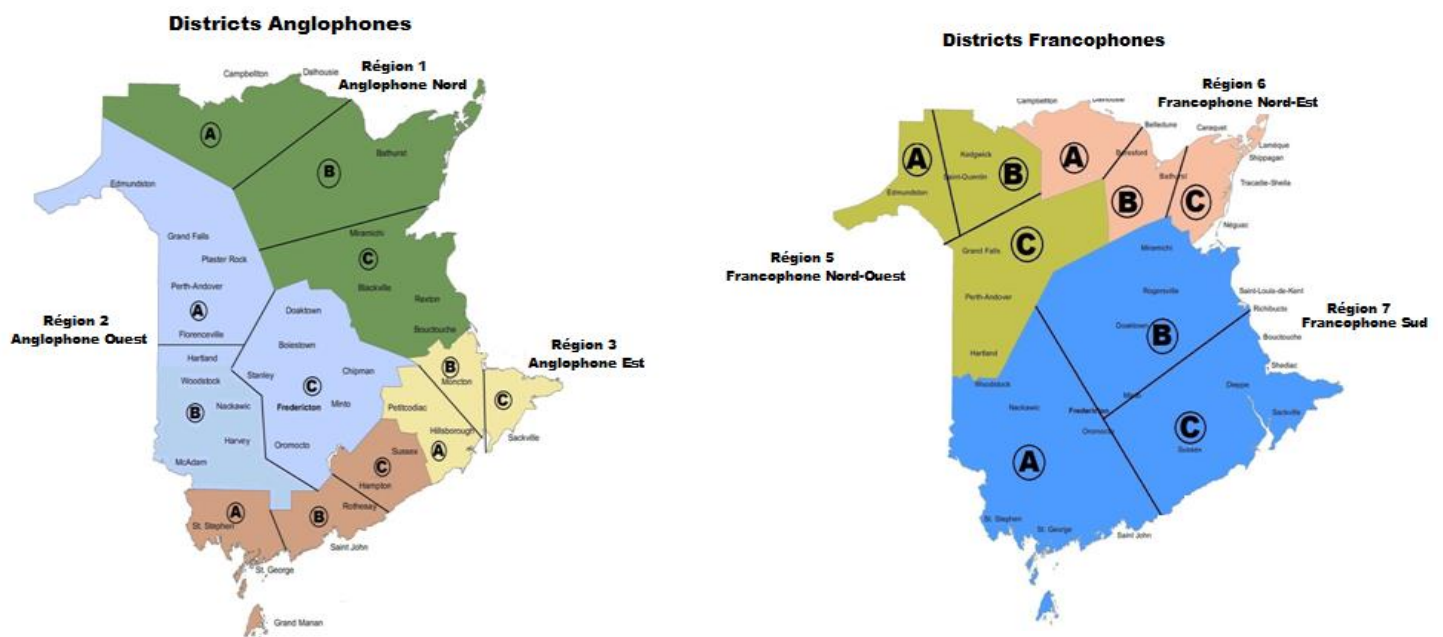 Districts Anglophones
Campbellton
Dalhousie
Région 1
Anglophone Nord
A
Bathurst
B
Edmundston
Grand Falls
Miramichi
Plaster Rock
C
Perth-Andover
Blackville
Rexton
A
Doaktown
Région 2
Anglophone Ouest
Florenceville
Bouctouche
Boiestown
Région 3
Anglophone Est
Hartland
B
Stanley
Chipman
Moncton
Woodstock
C
C
Nackawic
Fredericton
Minto
Petitcodiac
B
Hillsborough
Harvey
Oromocto
Sackville
Sussex
A
McAdam
C
Hampton
Rothesay
A
B
St. Stephen
Saint John
St. George
Grand Manan
Districts Francophones
Région 6
Francophone Nord-Est
Campbellton
Belledune
Caraquet
Lamèque
Shippagan
A
Kedgwick
A
Beresford
Saint-Quentin
B
Bathurst
Tracadie-Sheila
Edmundston
B
C
Néguac
Région 5
Francophone Nord-Ouest
Grand Falls
C
Miramichi
Perth-Andover
Rogersville
Saint-Louis-de-Kent
Richibucto
Région 7
Francophone Sud
Doaktown
B
Bouctouche
Hartland
Shediac
Woodstock
Dieppe
Minto
Nackawic
Fredericton
Sackville
Oromocto
C
Sussex
A
St. Stephen
St. George
Saint John